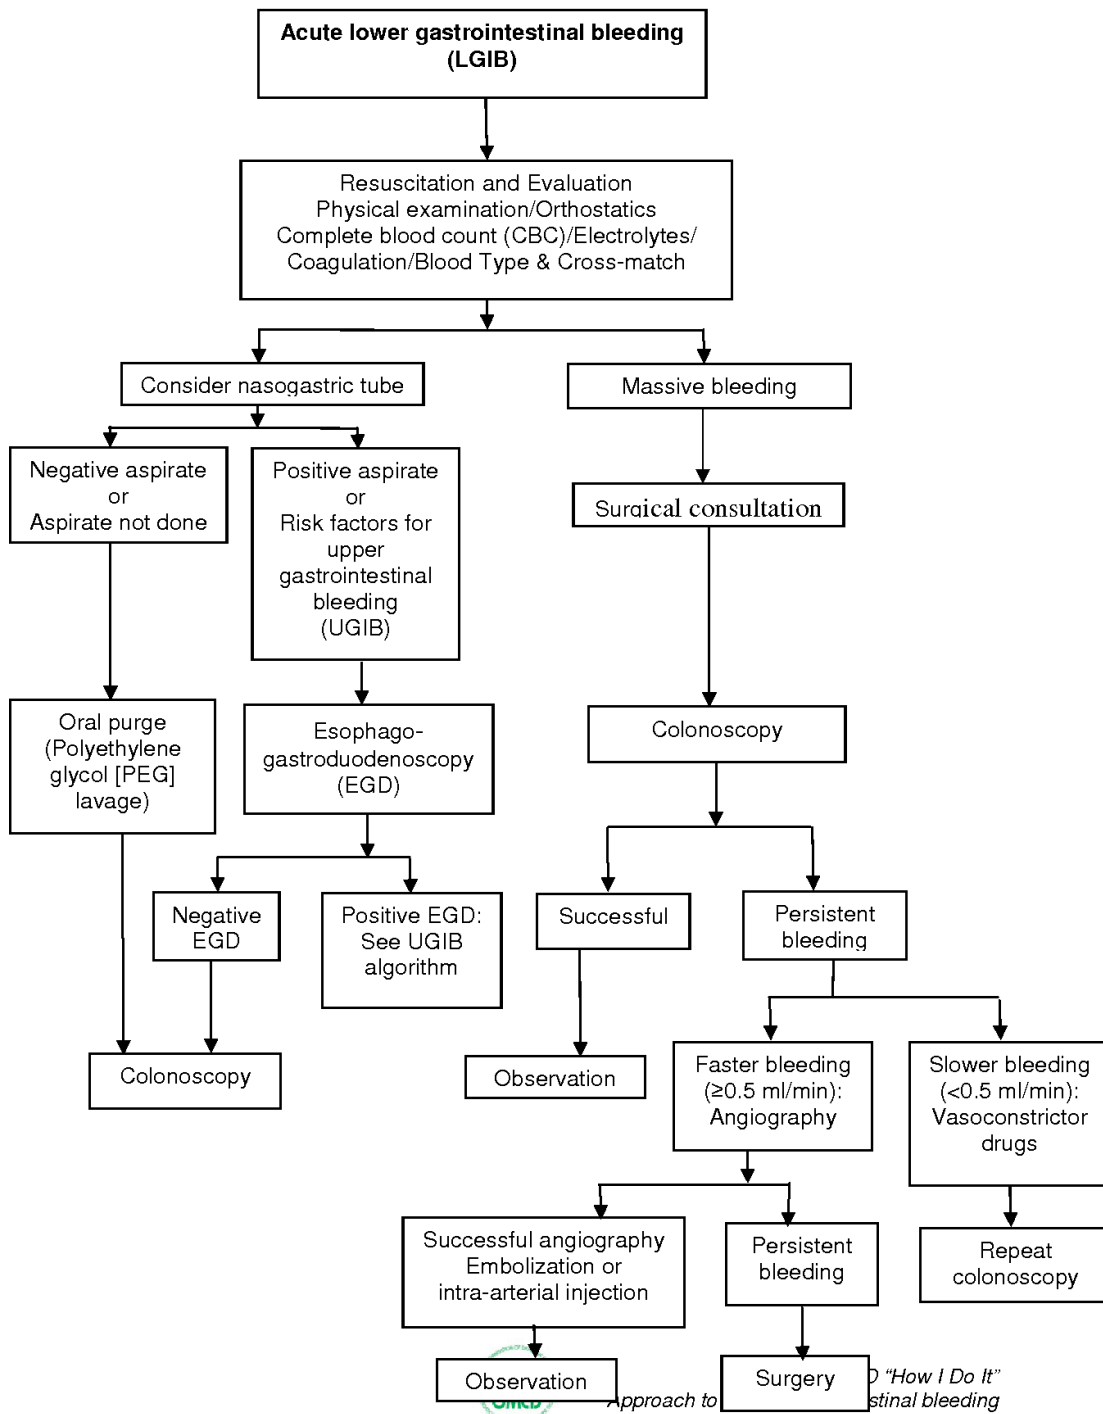 Acute lower gastrointestinal bleeding
(LGIB)
Resuscitation and Evaluation
Physical examination/Orthostatics
Complete blood count (CBC)/Electrolytes/
Coagulation/Blood Type & Cross-match
Consider nasogastric tube
Massive bleeding
Negative aspirate
or
Aspirate not done
Positive aspirate
or
Risk factors for
upper
gastrointestinal
bleeding
(UGIB)
Surgical consultation
Oral purge
(Polyethylene
glycol [PEG]
lavage)
Esophago-
gastroduodenoscopy
(EGD)
Colonoscopy
Negative
EGD
Positive EGD:
See UGIB
algorithm
Successful
Persistent
bleeding
Colonoscopy
Observation
Faster bleeding
(≥0.5 ml/min):
Angiography
Slower bleeding
(<0.5 ml/min):
Vasoconstrictor
drugs
Successful angiography
Embolization or
intra-arterial injection
Persistent
bleeding
Repeat
colonoscopy
Observation
Surgery
"How I Do It"
Approach to stinal bleeding